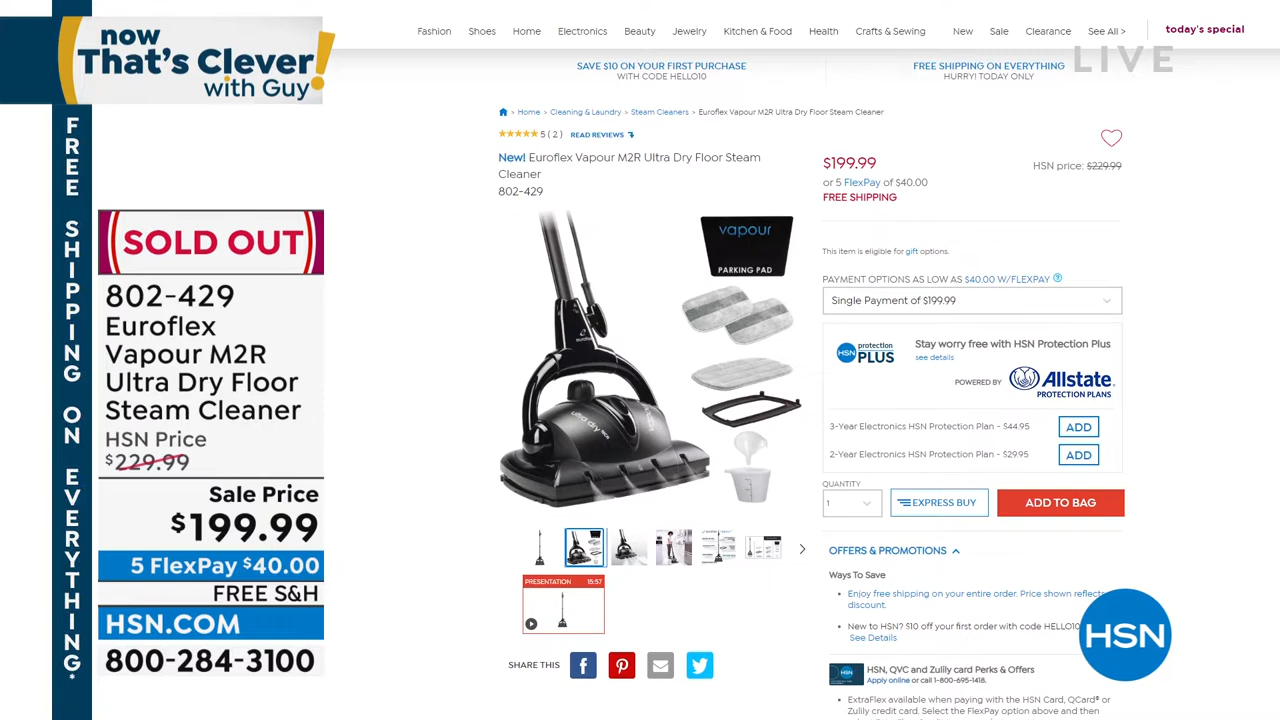 now
That's Clever!
with Guy
FREE SHIPPING ON EVERYTHING*
SOLD OUT
802-429
Euroflex
Vapour M2R
Ultra Dry Floor
Steam Cleaner
HSN Price
$229.99
Sale Price
$199.99
5 FlexPay $40.00
FREE S&H
HSN.COM
800-284-3100
Fashion Shoes Home Electronics Beauty Jewelry Kitchen & Food Health Crafts & Sewing New Sale Clearance See All > today's special
LIVE
SAVE $10 ON YOUR FIRST PURCHASE
WITH CODE HELLO10
FREE SHIPPING ON EVERYTHING
HURRY! TODAY ONLY
> Home > Cleaning & Laundry > Steam Cleaners > Euroflex Vapour M2R Ultra Dry Floor Steam Cleaner
5 ( 2 ) READ REVIEWS
New! Euroflex Vapour M2R Ultra Dry Floor Steam
Cleaner
802-429
vapour
PARKING PAD
ultra dry
PRESENTATION 15:57
SHARE THIS
$199.99
HSN price: $229.99
or 5 FlexPay of $40.00
FREE SHIPPING
This item is eligible for gift options.
PAYMENT OPTIONS AS LOW AS $40.00 W/FLEXPAY ?
Single Payment of $199.99
HSN protection PLUS
Stay worry free with HSN Protection Plus
see details
POWERED BY Allstate
PROTECTION PLANS
3-Year Electronics HSN Protection Plan - $44.95 ADD
2-Year Electronics HSN Protection Plan - $29.95 ADD
QUANTITY
1
EXPRESS BUY
ADD TO BAG
OFFERS & PROMOTIONS
Ways To Save
Enjoy free shipping on your entire order. Price shown reflects
discount.
New to HSN? $10 off your first order with code HELLO10
See Details
HSN, QVC and Zulily card Perks & Offers
Apply online or call 1-800-695-1418.
ExtraFlex available when paying with the HSN Card, QCard® or
Zulily credit card. Select the FlexPay option above and then
HSN